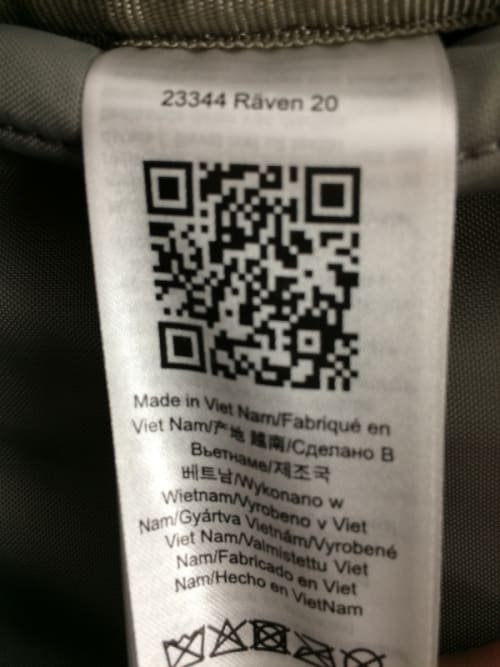 23344 Räven 20
Made in Viet Nam/Fabriqué en
Viet Nam/产地 越南/Сделано В
Вьетнаме/제조국
베트남/Wykonano w
Wietnam/Vyrobeno v Viet
Nam/Gyártva Vietnám/Vyrobené
Viet Nam/Valmistettu Viet
Nam/Fabricado en Viet
Nam/Hecho en VietNam